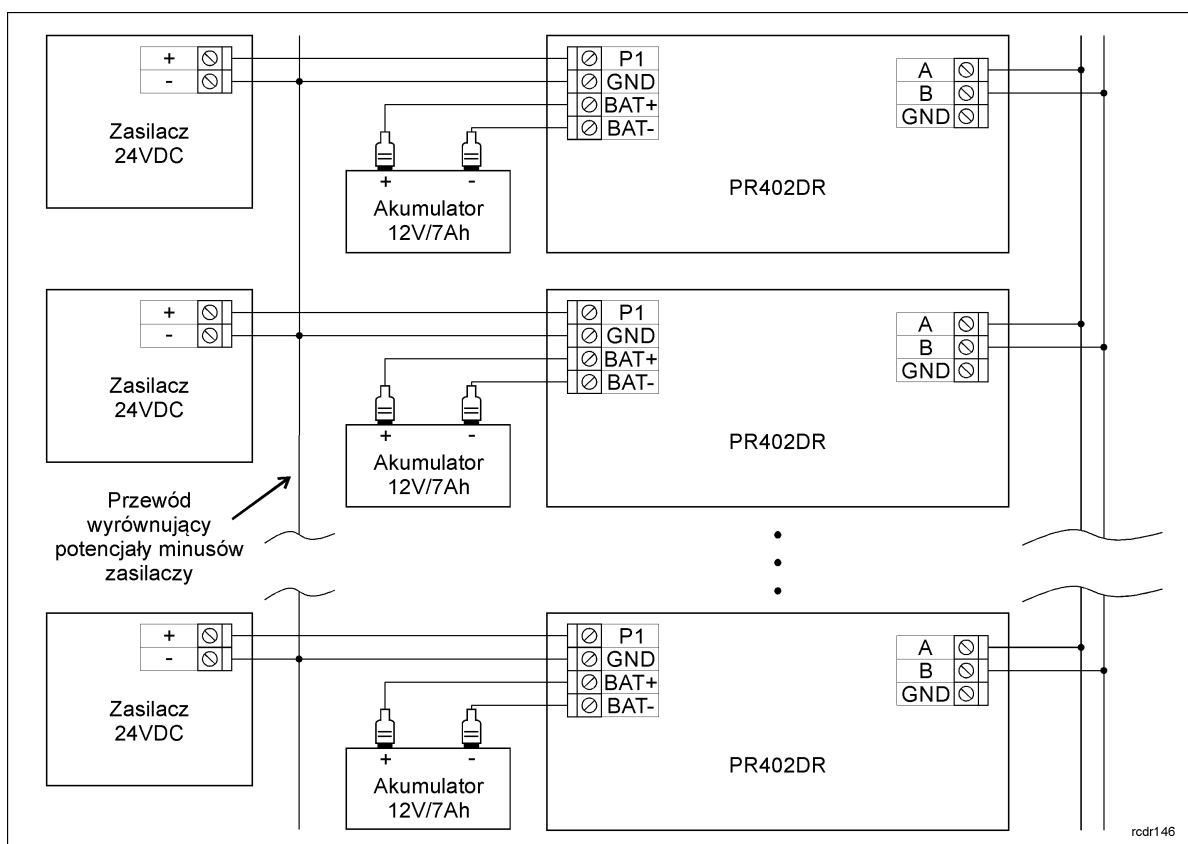 +
-
Zasilacz
24VDC
P1
GND
BAT+
BAT-
+ -
Akumulator
12V/7Ah
PR402DR
A
B
GND
+
-
Zasilacz
24VDC
P1
GND
BAT+
BAT-
+ -
Akumulator
12V/7Ah
PR402DR
A
B
GND
Przewód
wyrównujący
potencjały minusów
zasilaczy
+
-
Zasilacz
24VDC
P1
GND
BAT+
BAT-
+ -
Akumulator
12V/7Ah
PR402DR
A
B
GND
rcdr146